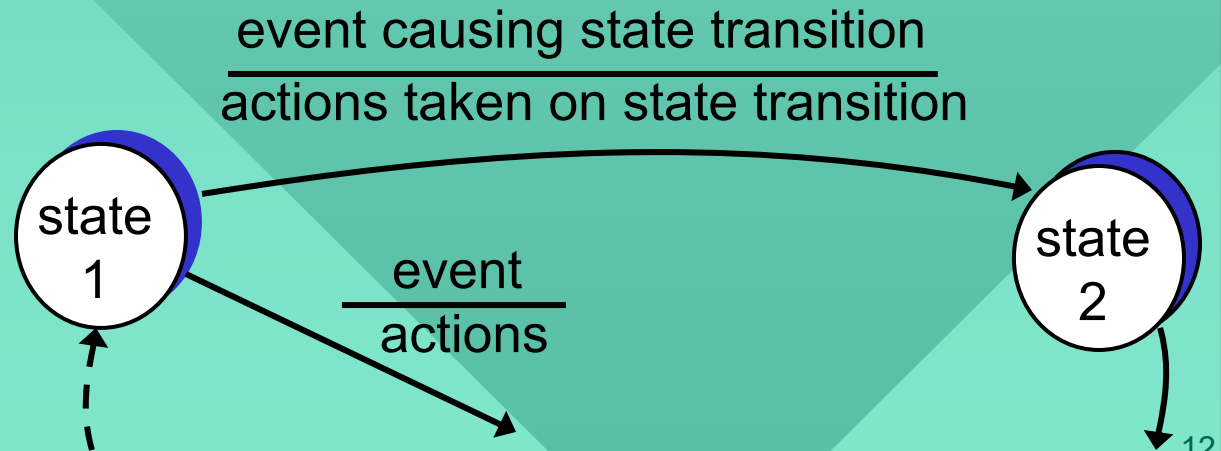 event causing state transition
actions taken on state transition
state
1
state
2
event
actions
12